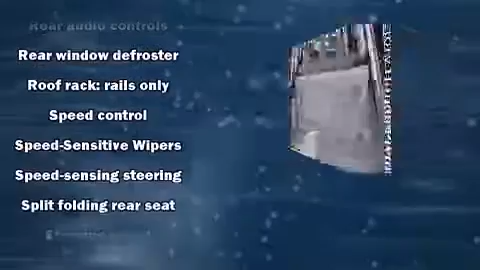 Rear audio controls
Rear window defroster
Roof rack: rails only
Speed control
Speed-Sensitive Wipers
Speed-sensing steering
Split folding rear seat